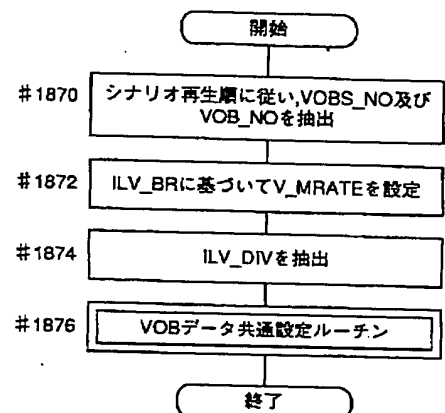 開始
#1870 シナリオ再生順に従い,VOBS_NO及び
VOB_NOを抽出
#1872 ILV_BRに基づいてV_MRATEを設定
#1874 ILV_DIVを抽出
#1876 VOBデータ共通設定ルーチン
終了